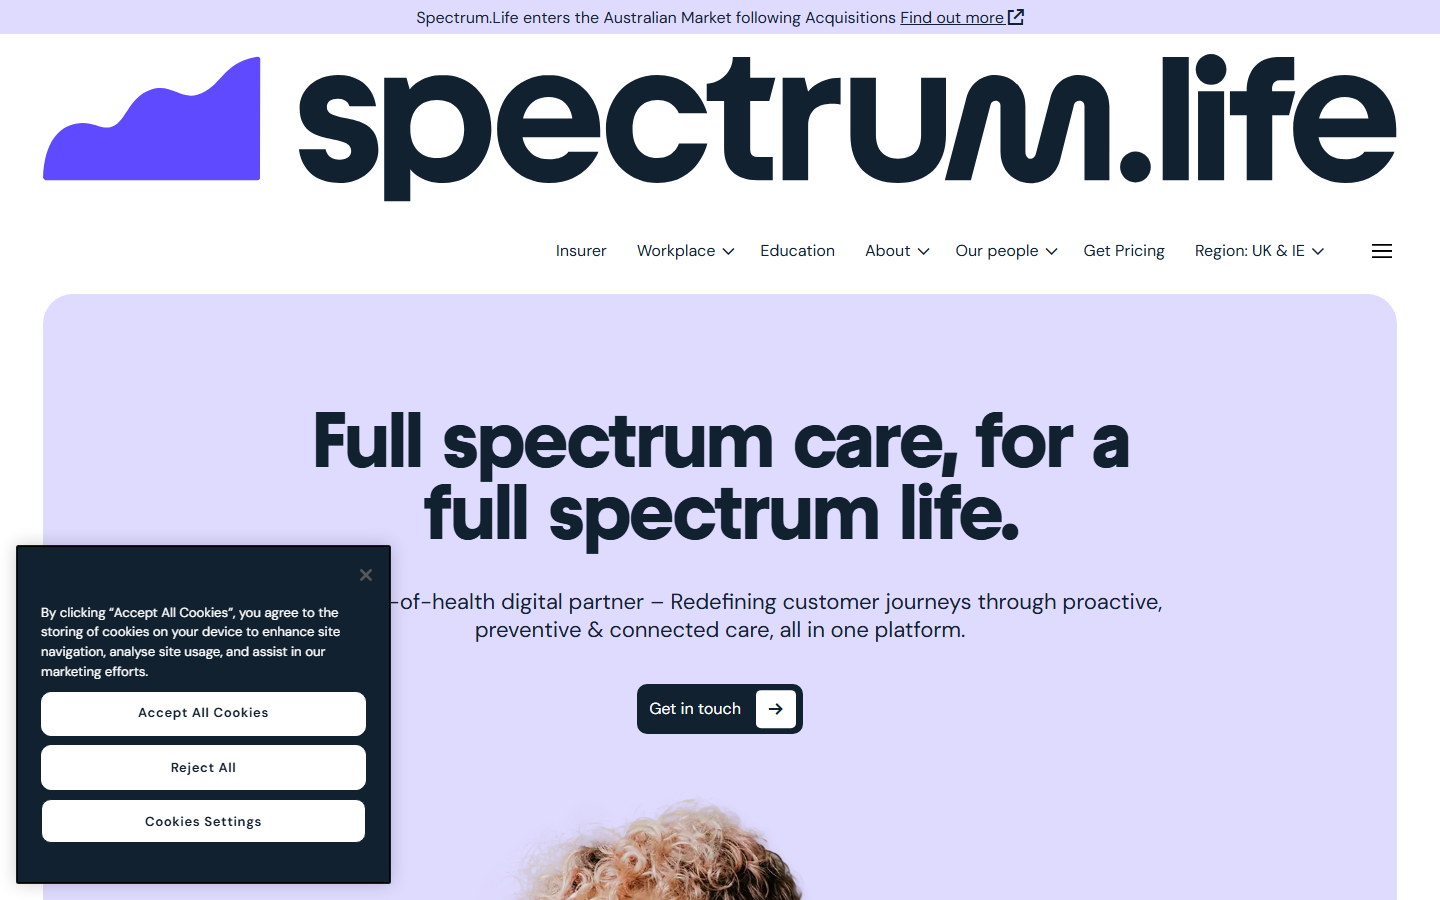 Spectrum.Life enters the Australian Market following Acquisitions Find out more
spectrum.life
Insurer Workplace Education About Our people Get Pricing Region: UK & IE
Full spectrum care, for a
full spectrum life.
-of-health digital partner – Redefining customer journeys through proactive,
preventive & connected care, all in one platform.
Get in touch
By clicking “Accept All Cookies”, you agree to the
storing of cookies on your device to enhance site
navigation, analyse site usage, and assist in our
marketing efforts.
Accept All Cookies
Reject All
Cookies Settings